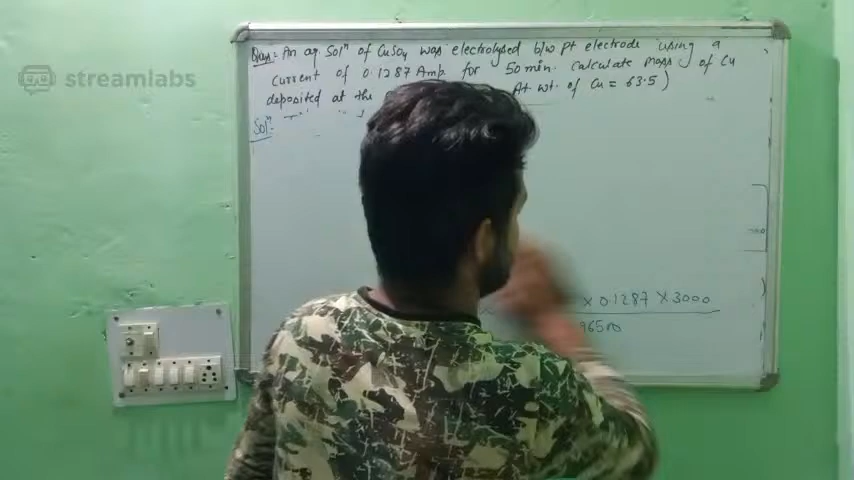 streamlabs
Ques:- An aq Solⁿ of CuSO₄ was electrolysed b/w pt electrode using a
current of 0.1287 Amp for 50 min. Calculate mass of Cu
deposited at the At wt. of Cu = 63.5)
Solⁿ:
× 0.1287 × 3000
96500